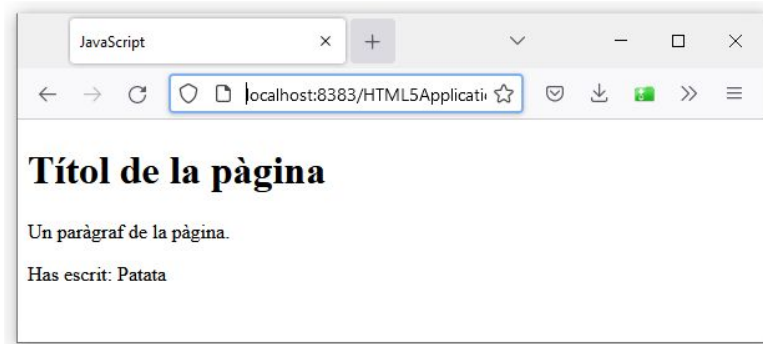 JavaScript
localhost:8383/HTML5Applicati
Títol de la pàgina
Un paràgraf de la pàgina.
Has escrit: Patata